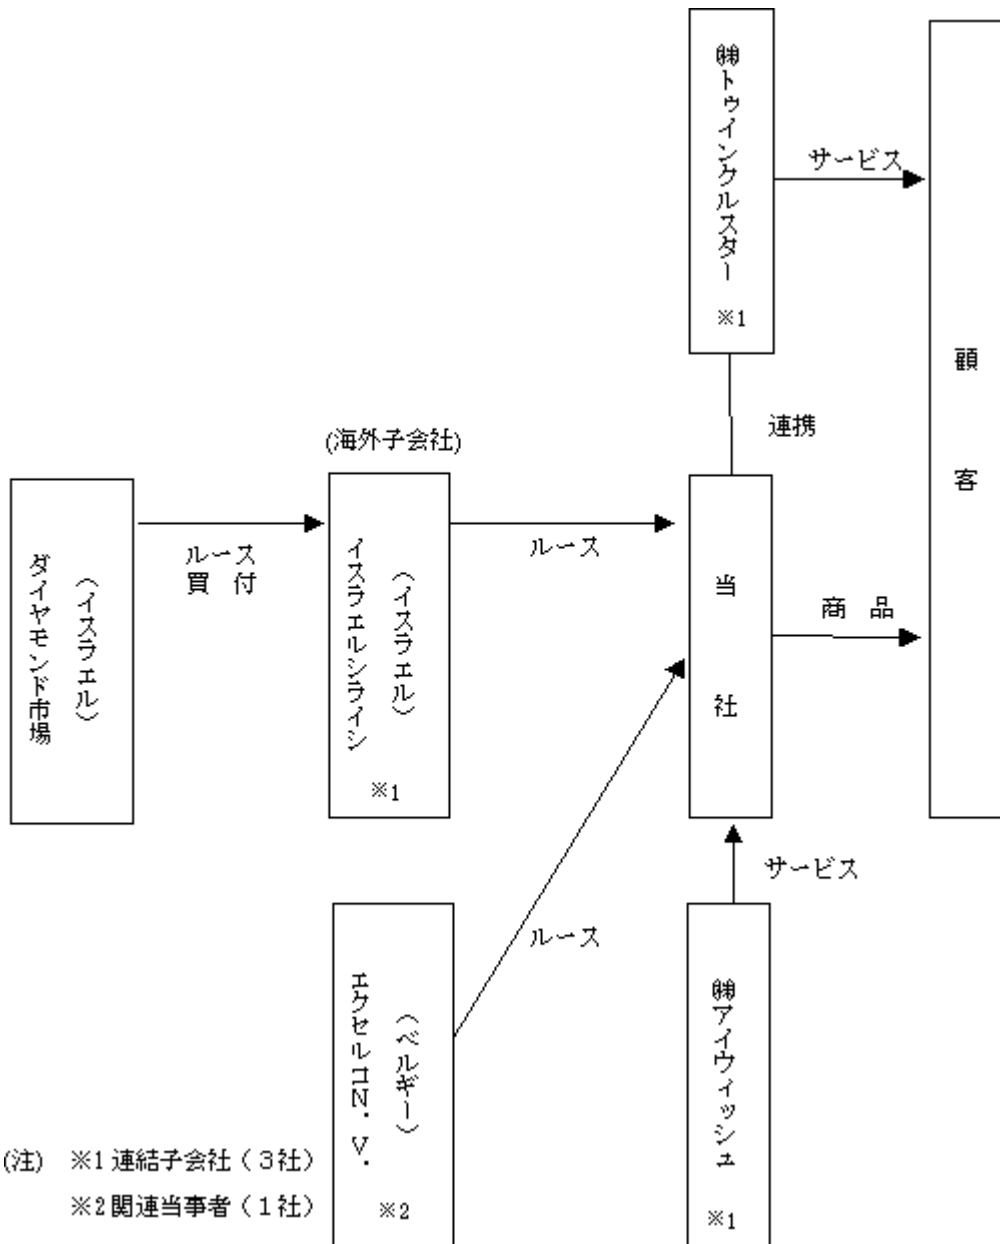 ㈱トゥインクルスター
※1
サービス
顧客
連携
(海外子会社)
ダイヤモンド市場
（イスラエル）
ルース
買付
イスラエルシライシ
（イスラエル）
※1
ルース
当社
商品
サービス
エクセルコN.V.
（ベルギー）
※2
ルース
㈱アイウィッシュ
※1
(注) ※1連結子会社（3社）
※2関連当事者（1社）